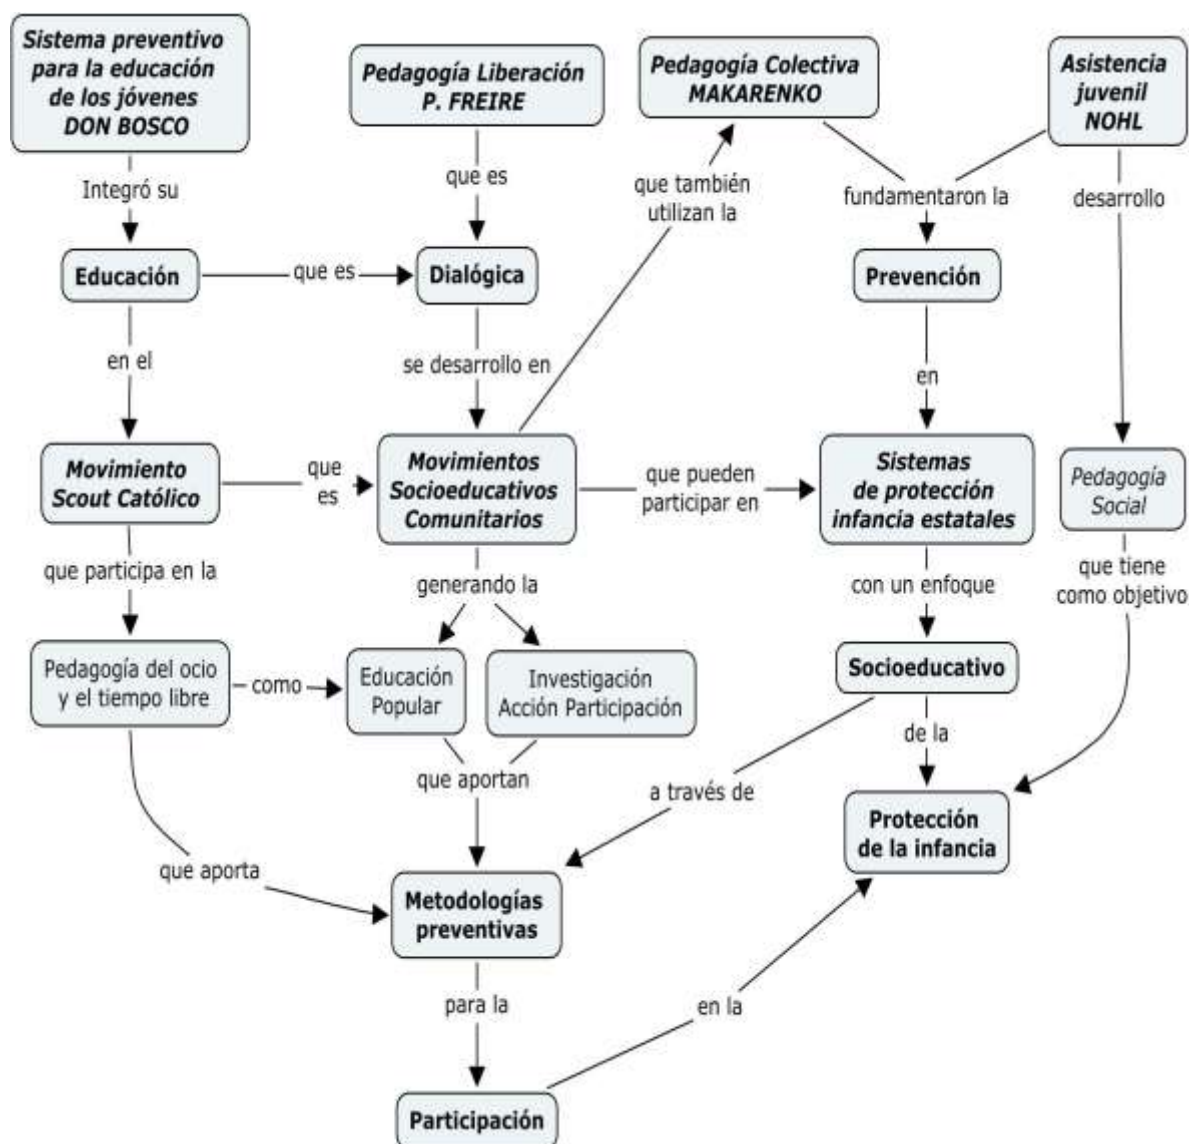 Sistema preventivo
para la educación
de los jóvenes
DON BOSCO
Pedagogía Liberación
P. FREIRE
Pedagogía Colectiva
MAKARENKO
Asistencia
juvenil
NOHL
Integró su
que es
que también
utilizan la
fundamentaron la
desarrollo
Educación
que es
Dialógica
Prevención
en el
se desarrollo en
en
Movimiento
Scout Católico
que
es
Movimientos
Socioeducativos
Comunitarios
que pueden
participar en
Sistemas
de protección
infancia estatales
Pedagogía
Social
que participa en la
generando la
con un enfoque
que tiene
como objetivo
Pedagogía del ocio
y el tiempo libre
como
Educación
Popular
Investigación
Acción Participación
Socioeducativo
que aportan
a través de
de la
Protección
de la infancia
que aporta
Metodologías
preventivas
para la
en la
Participación